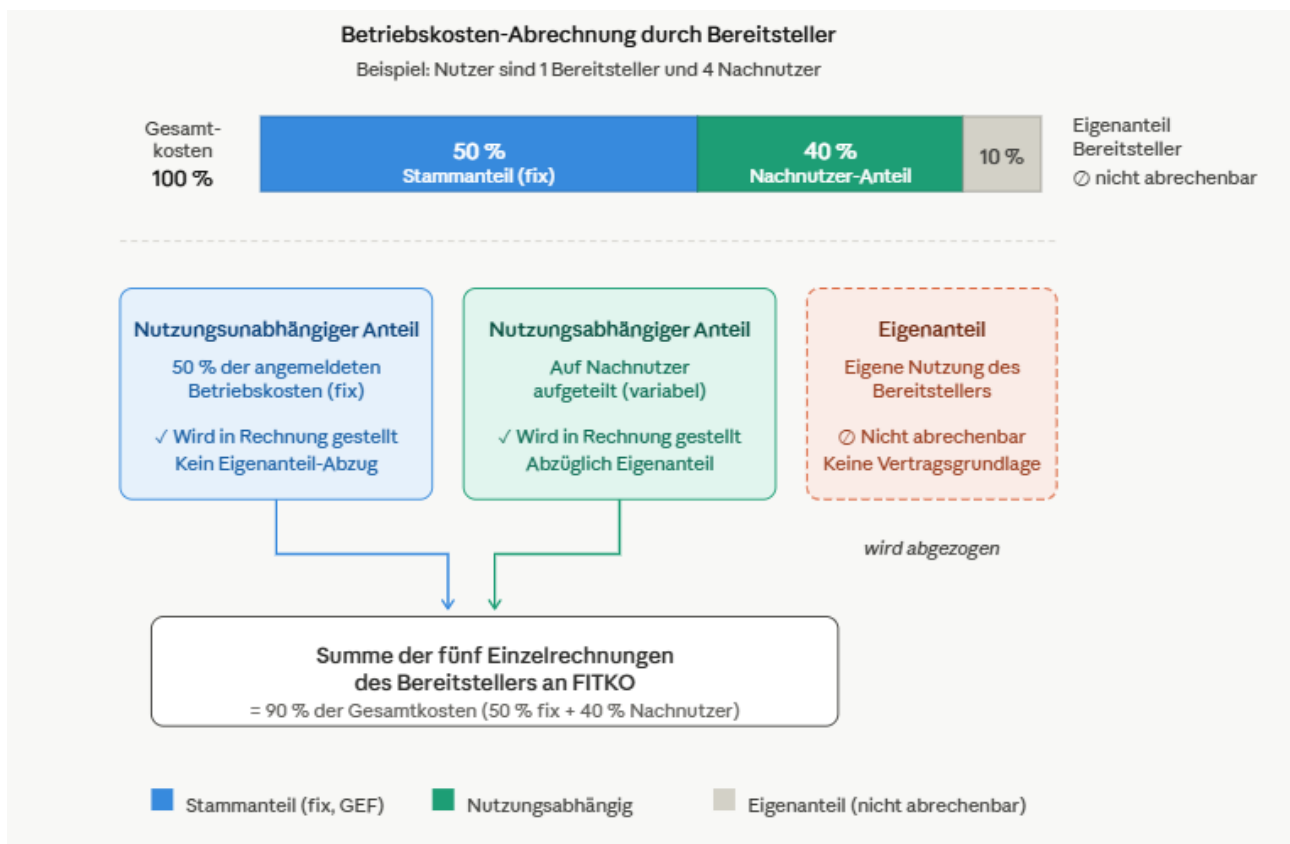 Betriebskosten-Abrechnung durch Bereitsteller
Beispiel: Nutzer sind 1 Bereitsteller und 4 Nachnutzer
Gesamt-
kosten
100 %
50 %
Stammanteil (fix)
40 %
Nachnutzer-Anteil
10 %
Eigenanteil
Bereitsteller
⊘ nicht abrechenbar
Nutzungsunabhängiger Anteil
50 % der angemeldeten
Betriebskosten (fix)
✓ Wird in Rechnung gestellt
Kein Eigenanteil-Abzug
Nutzungsabhängiger Anteil
Auf Nachnutzer
aufgeteilt (variabel)
✓ Wird in Rechnung gestellt
Abzüglich Eigenanteil
Eigenanteil
Eigene Nutzung des
Bereitstellers
⊘ Nicht abrechenbar
Keine Vertragsgrundlage
wird abgezogen
Summe der fünf Einzelrechnungen
des Bereitstellers an FITKO
= 90 % der Gesamtkosten (50 % fix + 40 % Nachnutzer)
Stammanteil (fix, GEF)
Nutzungsabhängig
Eigenanteil (nicht abrechenbar)